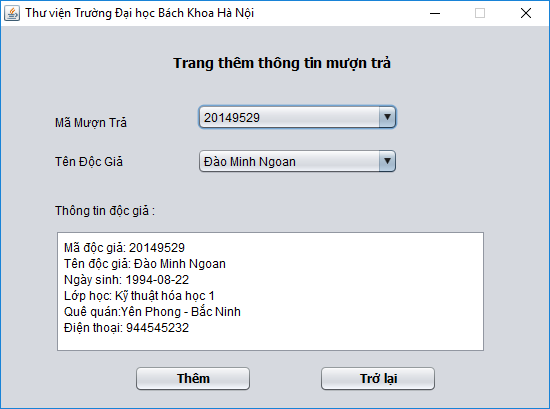 Thư viện Trường Đại học Bách Khoa Hà Nội
Trang thêm thông tin mượn trả
Mã Mượn Trả
20149529
Tên Độc Giả
Đào Minh Ngoan
Thông tin độc giả :
Mã độc giả: 20149529
Tên độc giả: Đào Minh Ngoan
Ngày sinh: 1994-08-22
Lớp học: Kỹ thuật hóa học 1
Quê quán:Yên Phong - Bắc Ninh
Điện thoại: 944545232
Thêm
Trở lại